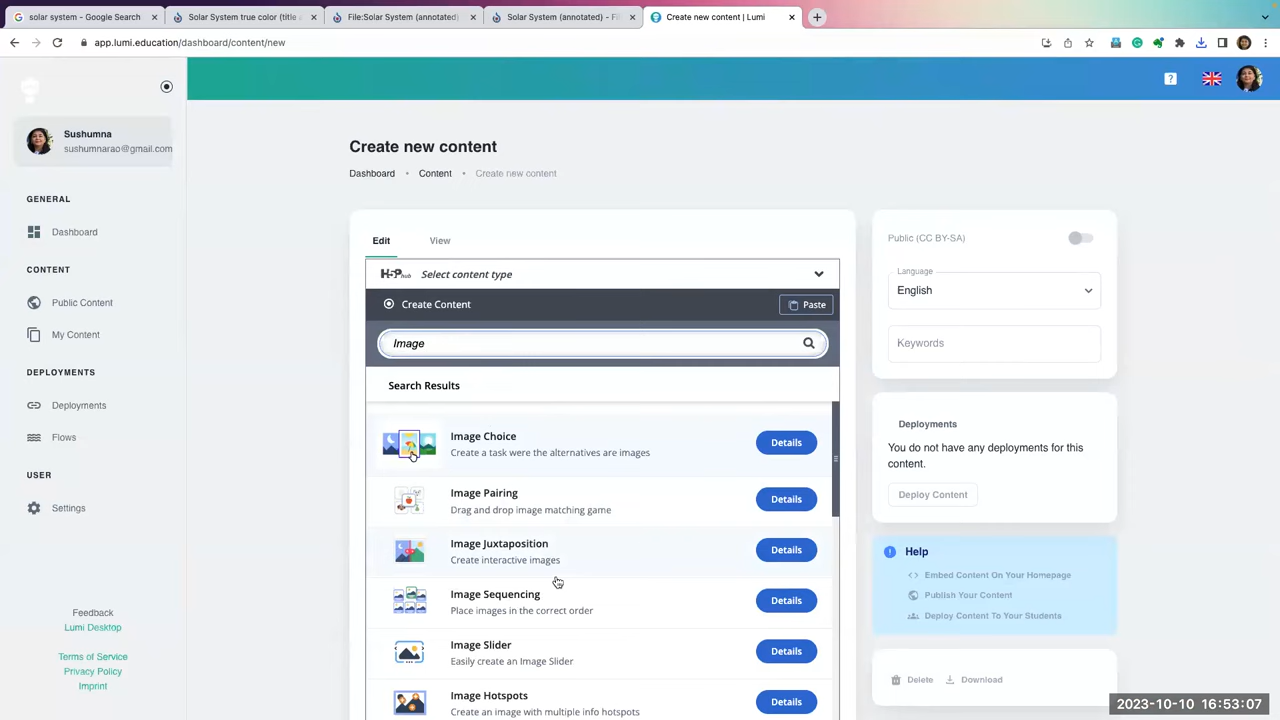 solar system - Google Search
Solar System true color (title a
File:Solar System (annotated)
Solar System (annotated) - Fi
Create new content | Lumi
app.lumi.education/dashboard/content/new
Sushumna
sushumnarao@gmail.com
GENERAL
Dashboard
CONTENT
Public Content
My Content
DEPLOYMENTS
Deployments
Flows
USER
Settings
Feedback
Lumi Desktop
Terms of Service
Privacy Policy
Imprint
Create new content
Dashboard • Content • Create new content
Edit View
H5P hub Select content type
Create Content Paste
Image
Search Results
Image Choice
Create a task were the alternatives are images
Details
Image Pairing
Drag and drop image matching game
Details
Image Juxtaposition
Create interactive images
Details
Image Sequencing
Place images in the correct order
Details
Image Slider
Easily create an Image Slider
Details
Image Hotspots
Create an image with multiple info hotspots
Details
Public (CC BY-SA)
Language
English
Keywords
Deployments
You do not have any deployments for this
content.
Deploy Content
Help
Embed Content On Your Homepage
Publish Your Content
Deploy Content To Your Students
Delete Download
2023-10-10 16:53:07